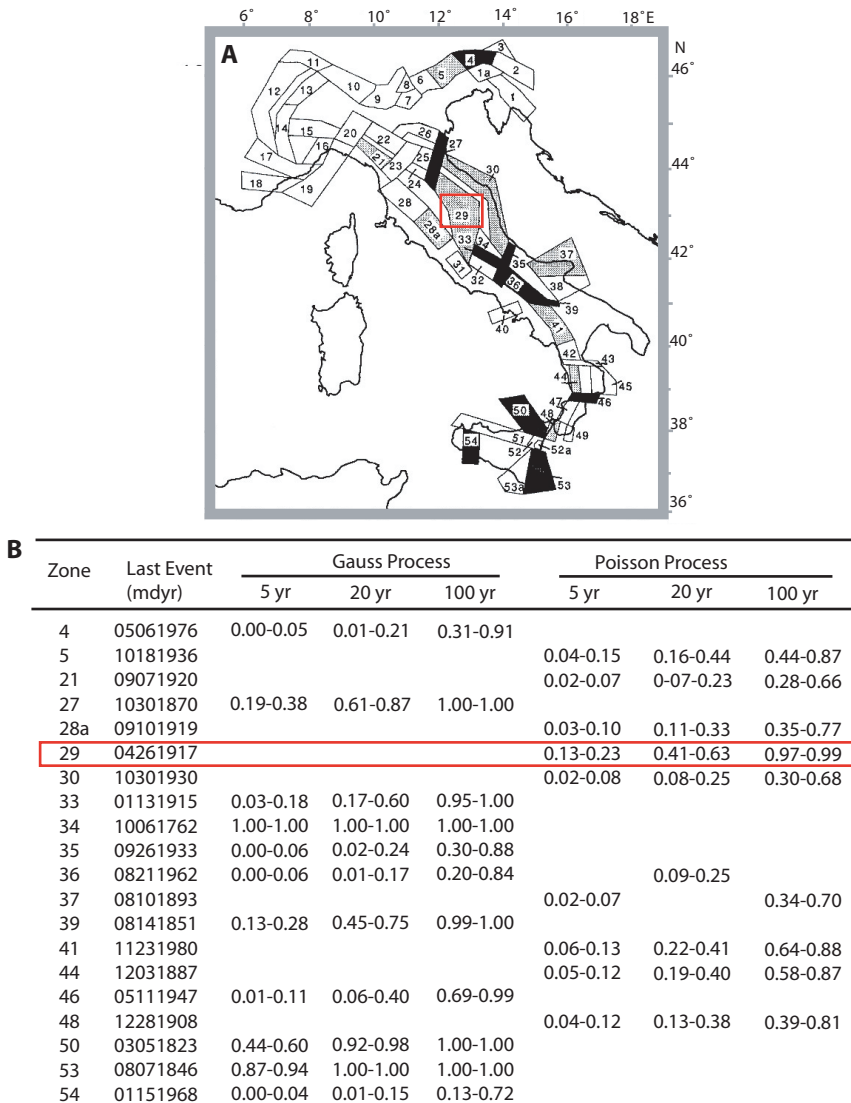 6˚ 8˚ 10˚ 12˚ 14˚ 16˚ 18˚E
A
N
46˚
44˚
42˚
40˚
38˚
36˚
3
4
2
1a
1
5
6
8
7
9
10
11
12
13
14
15
16
17
18
19
20
22
21
23
26
27
25
24
30
28
29
28a
33
34
31
32
35
37
38
36
39
40
41
42
43
44
45
46
47
50
48
49
51
52
52a
54
53a
53
B
Zone Last Event (mdyr) Gauss Process Poisson Process
5 yr 20 yr 100 yr 5 yr 20 yr 100 yr
4 05061976 0.00-0.05 0.01-0.21 0.31-0.91
5 10181936 0.04-0.15 0.16-0.44 0.44-0.87
21 09071920 0.02-0.07 0-07-0.23 0.28-0.66
27 10301870 0.19-0.38 0.61-0.87 1.00-1.00
28a 09101919 0.03-0.10 0.11-0.33 0.35-0.77
29 04261917 0.13-0.23 0.41-0.63 0.97-0.99
30 10301930 0.02-0.08 0.08-0.25 0.30-0.68
33 01131915 0.03-0.18 0.17-0.60 0.95-1.00
34 10061762 1.00-1.00 1.00-1.00 1.00-1.00
35 09261933 0.00-0.06 0.02-0.24 0.30-0.88
36 08211962 0.00-0.06 0.01-0.17 0.20-0.84 0.09-0.25
37 08101893 0.02-0.07 0.34-0.70
39 08141851 0.13-0.28 0.45-0.75 0.99-1.00
41 11231980 0.06-0.13 0.22-0.41 0.64-0.88
44 12031887 0.05-0.12 0.19-0.40 0.58-0.87
46 05111947 0.01-0.11 0.06-0.40 0.69-0.99
48 12281908 0.04-0.12 0.13-0.38 0.39-0.81
50 03051823 0.44-0.60 0.92-0.98 1.00-1.00
53 08071846 0.87-0.94 1.00-1.00 1.00-1.00
54 01151968 0.00-0.04 0.01-0.15 0.13-0.72